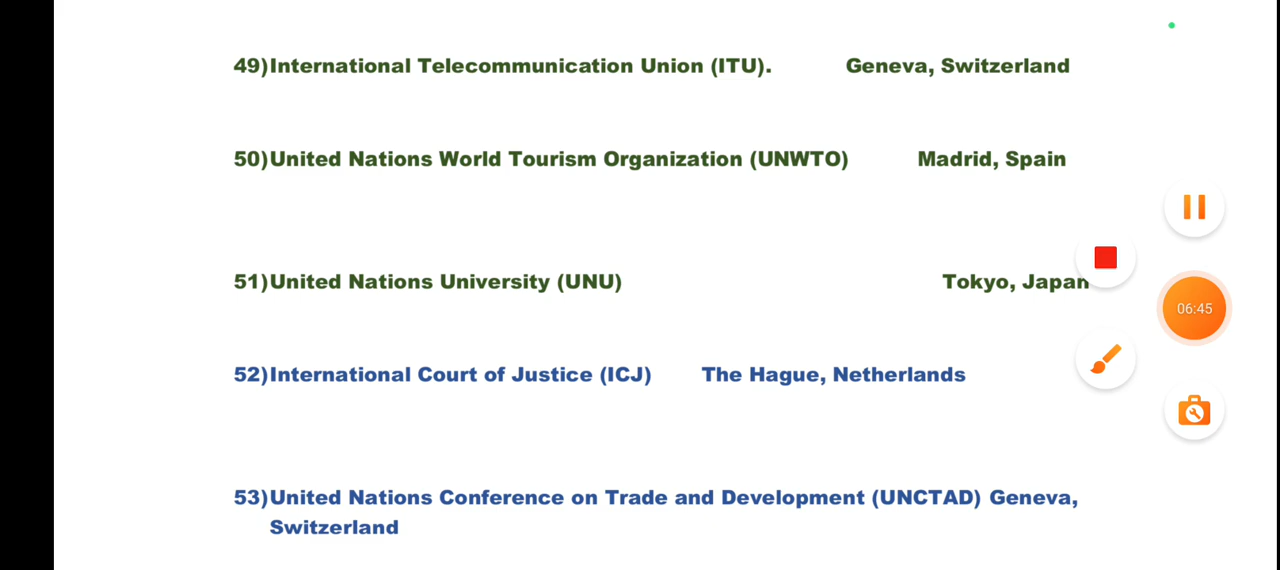 49)International Telecommunication Union (ITU). Geneva, Switzerland
50)United Nations World Tourism Organization (UNWTO) Madrid, Spain
51)United Nations University (UNU) Tokyo, Japan
06:45
52)International Court of Justice (ICJ) The Hague, Netherlands
53)United Nations Conference on Trade and Development (UNCTAD) Geneva,
Switzerland